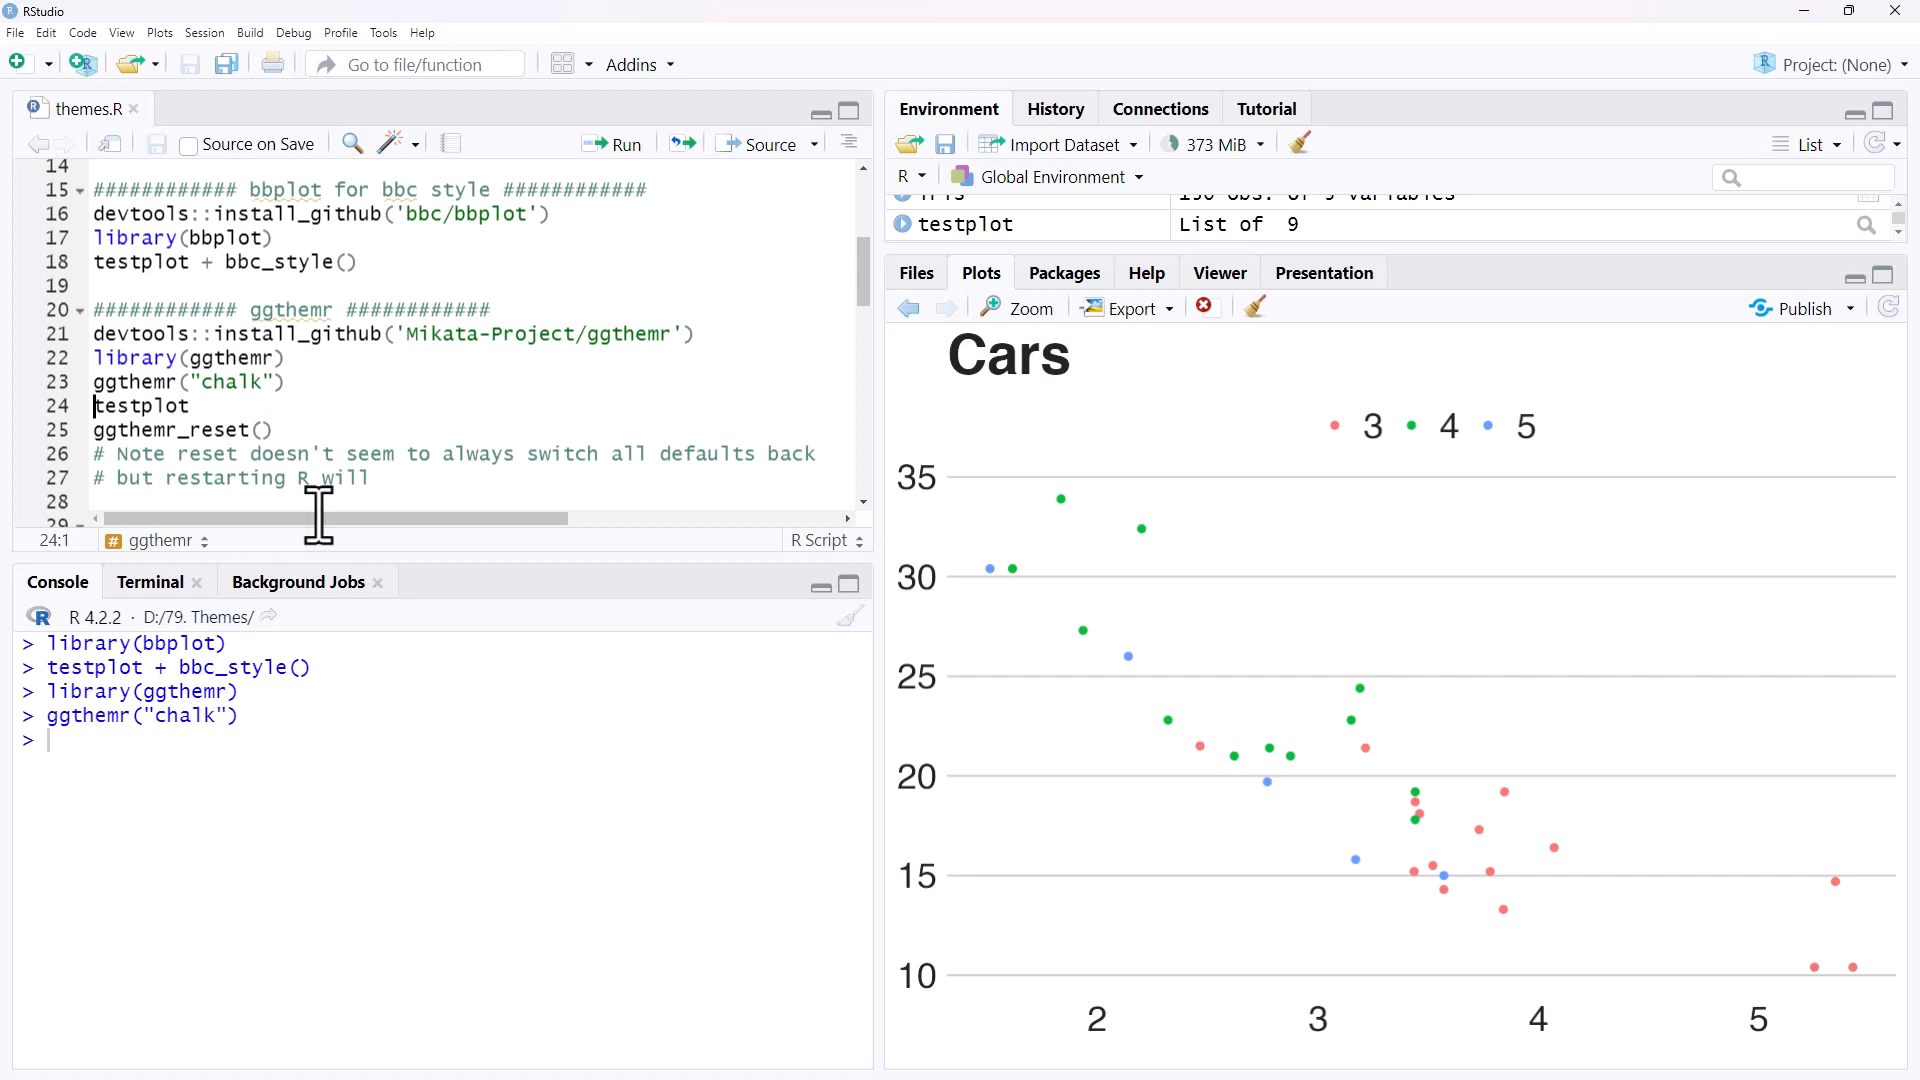 RStudio
File Edit Code View Plots Session Build Debug Profile Tools Help
Go to file/function Addins Project: (None)
themes.R
Source on Save Run Source
14
15 ############ bbplot for bbc style ############
16 devtools::install_github('bbc/bbplot')
17 library(bbplot)
18 testplot + bbc_style()
19
20 ############ ggthemr ############
21 devtools::install_github('Mikata-Project/ggthemr')
22 library(ggthemr)
23 ggthemr("chalk")
24 testplot
25 ggthemr_reset()
26 # Note reset doesn't seem to always switch all defaults back
27 # but restarting R will
28
29
24:1 # ggthemr R Script
Console Terminal Background Jobs
R 4.2.2 · D:/79. Themes/
> library(bbplot)
> testplot + bbc_style()
> library(ggthemr)
> ggthemr("chalk")
>
Environment History Connections Tutorial
Import Dataset 373 MiB List
R Global Environment
testplot List of 9
Files Plots Packages Help Viewer Presentation
Zoom Export Publish
Cars
3 4 5
35
30
25
20
15
10
2 3 4 5